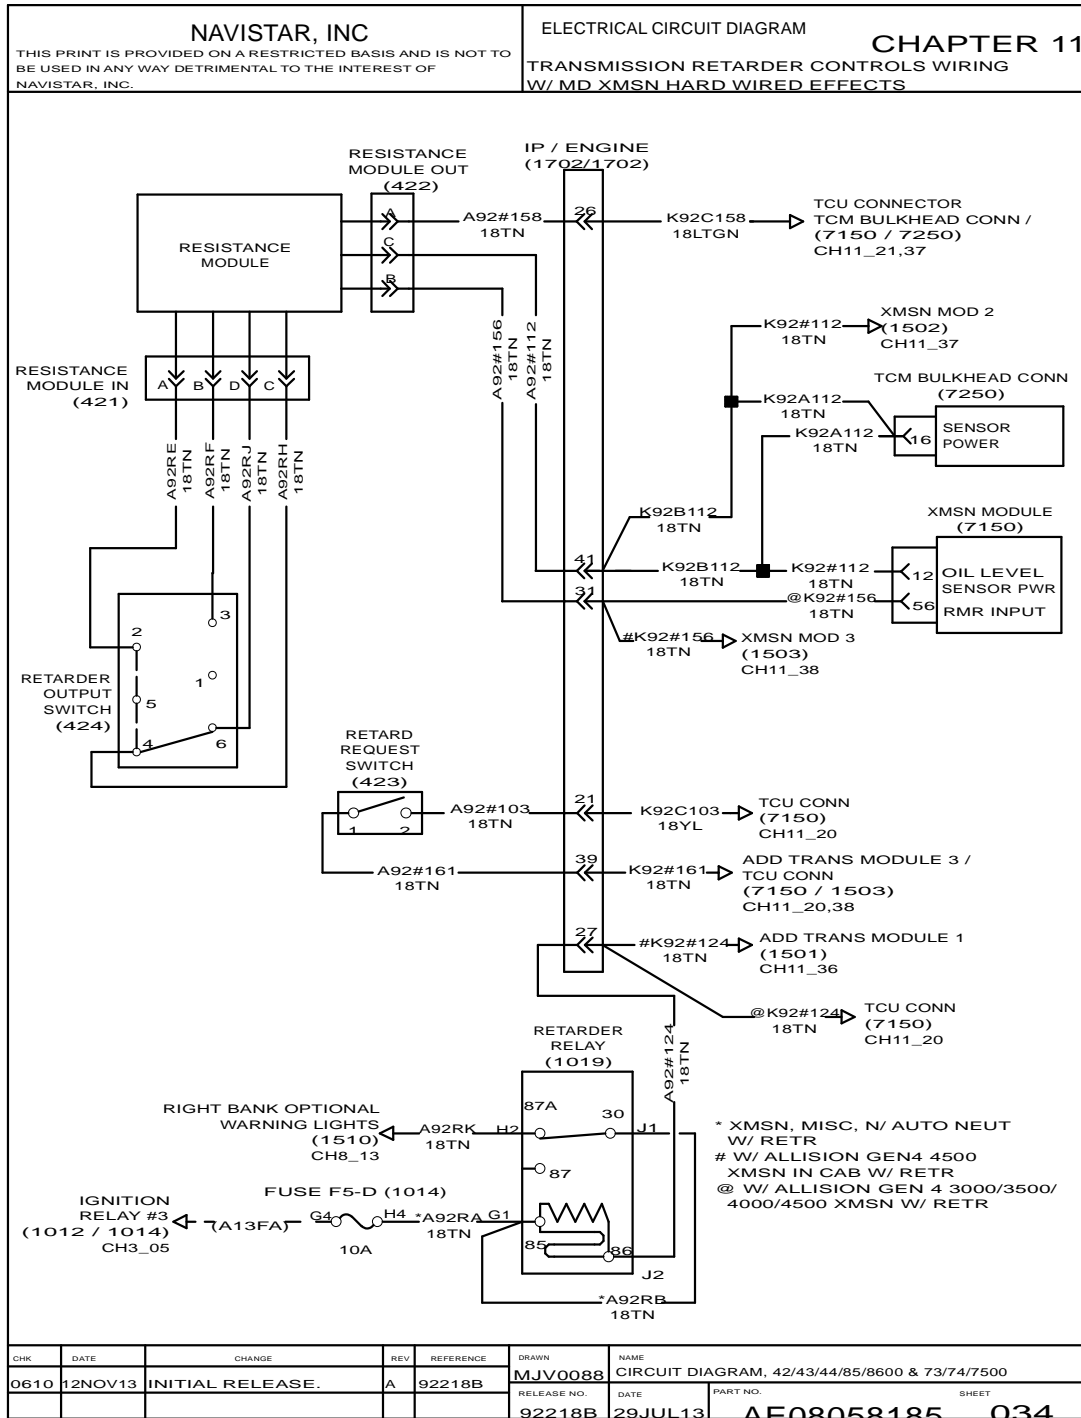 NAVISTAR, INC
THIS PRINT IS PROVIDED ON A RESTRICTED BASIS AND IS NOT TO
BE USED IN ANY WAY DETRIMENTAL TO THE INTEREST OF
NAVISTAR, INC.
ELECTRICAL CIRCUIT DIAGRAM
CHAPTER 11
TRANSMISSION RETARDER CONTROLS WIRING
W/ MD XMSN HARD WIRED EFFECTS
RESISTANCE
MODULE OUT
(422)
IP / ENGINE
(1702/1702)
RESISTANCE
MODULE
A
C
B
A92#158
18TN
26
K92C158
18LTGN
TCU CONNECTOR
TCM BULKHEAD CONN /
(7150 / 7250)
CH11_21,37
A92#156
18TN
A92#112
18TN
K92#112
18TN
XMSN MOD 2
(1502)
CH11_37
RESISTANCE
MODULE IN
(421)
A
B
D
C
TCM BULKHEAD CONN
(7250)
K92A112
18TN
K92A112
18TN
16
SENSOR
POWER
A92RE
18TN
A92RF
18TN
A92RJ
18TN
A92RH
18TN
K92B112
18TN
XMSN MODULE
(7150)
41
K92B112
18TN
K92#112
18TN
12
OIL LEVEL
SENSOR PWR
31
@K92#156
18TN
56
RMR INPUT
#K92#156
18TN
XMSN MOD 3
(1503)
CH11_38
RETARDER
OUTPUT
SWITCH
(424)
2
3
1
5
4
6
RETARD
REQUEST
SWITCH
(423)
1
2
A92#103
18TN
21
K92C103
18YL
TCU CONN
(7150)
CH11_20
A92#161
18TN
39
K92#161
18TN
ADD TRANS MODULE 3 /
TCU CONN
(7150 / 1503)
CH11_20,38
27
#K92#124
18TN
ADD TRANS MODULE 1
(1501)
CH11_36
@K92#124
18TN
TCU CONN
(7150)
CH11_20
A92#124
18TN
RETARDER
RELAY
(1019)
87A
30
87
85
86
RIGHT BANK OPTIONAL
WARNING LIGHTS
(1510)
CH8_13
A92RK
18TN
H2
J1
IGNITION
RELAY #3
(1012 / 1014)
CH3_05
(A13FA)
FUSE F5-D (1014)
G4
H4
10A
*A92RA
18TN
G1
J2
*A92RB
18TN
* XMSN, MISC, N/ AUTO NEUT
W/ RETR
# W/ ALLISION GEN4 4500
XMSN IN CAB W/ RETR
@ W/ ALLISION GEN 4 3000/3500/
4000/4500 XMSN W/ RETR
CHK DATE CHANGE REV REFERENCE
0610 12NOV13 INITIAL RELEASE. A 92218B
DRAWN
MJV0088
NAME
CIRCUIT DIAGRAM, 42/43/44/85/8600 & 73/74/7500
RELEASE NO. DATE PART NO. SHEET
92218B 29JUL13 AE08058185 034